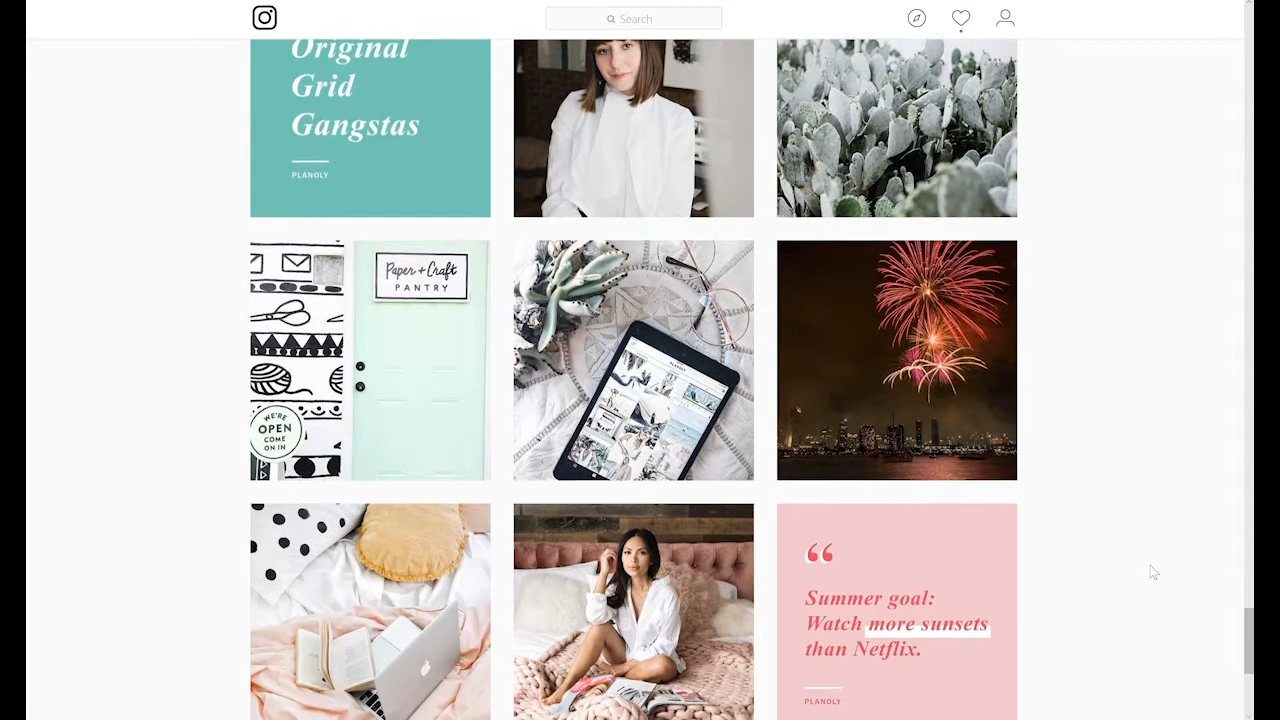 Search
Original
Grid
Gangstas
PLANOLY
Paper + Craft
PANTRY
WE'RE
OPEN
COME
ON IN
PLANOLY
“
Summer goal:
Watch more sunsets
than Netflix.
PLANOLY